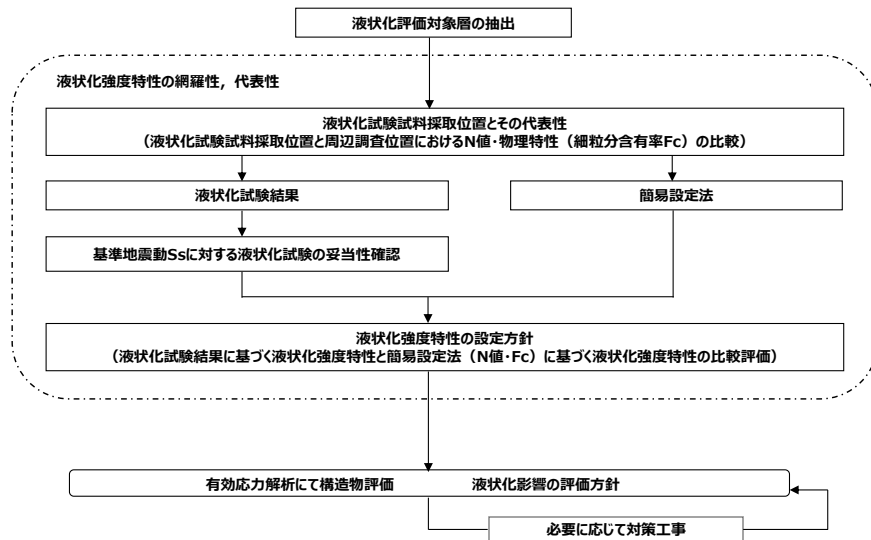 液状化評価対象層の抽出
液状化強度特性の網羅性，代表性
液状化試験試料採取位置とその代表性
（液状化試験試料採取位置と周辺調査位置におけるN値・物理特性（細粒分含有率Fc）の比較）
液状化試験結果
簡易設定法
基準地震動Ssに対する液状化試験の妥当性確認
液状化強度特性の設定方針
（液状化試験結果に基づく液状化強度特性と簡易設定法（N値・Fc）に基づく液状化強度特性の比較評価）
有効応力解析にて構造物評価 液状化影響の評価方針
必要に応じて対策工事